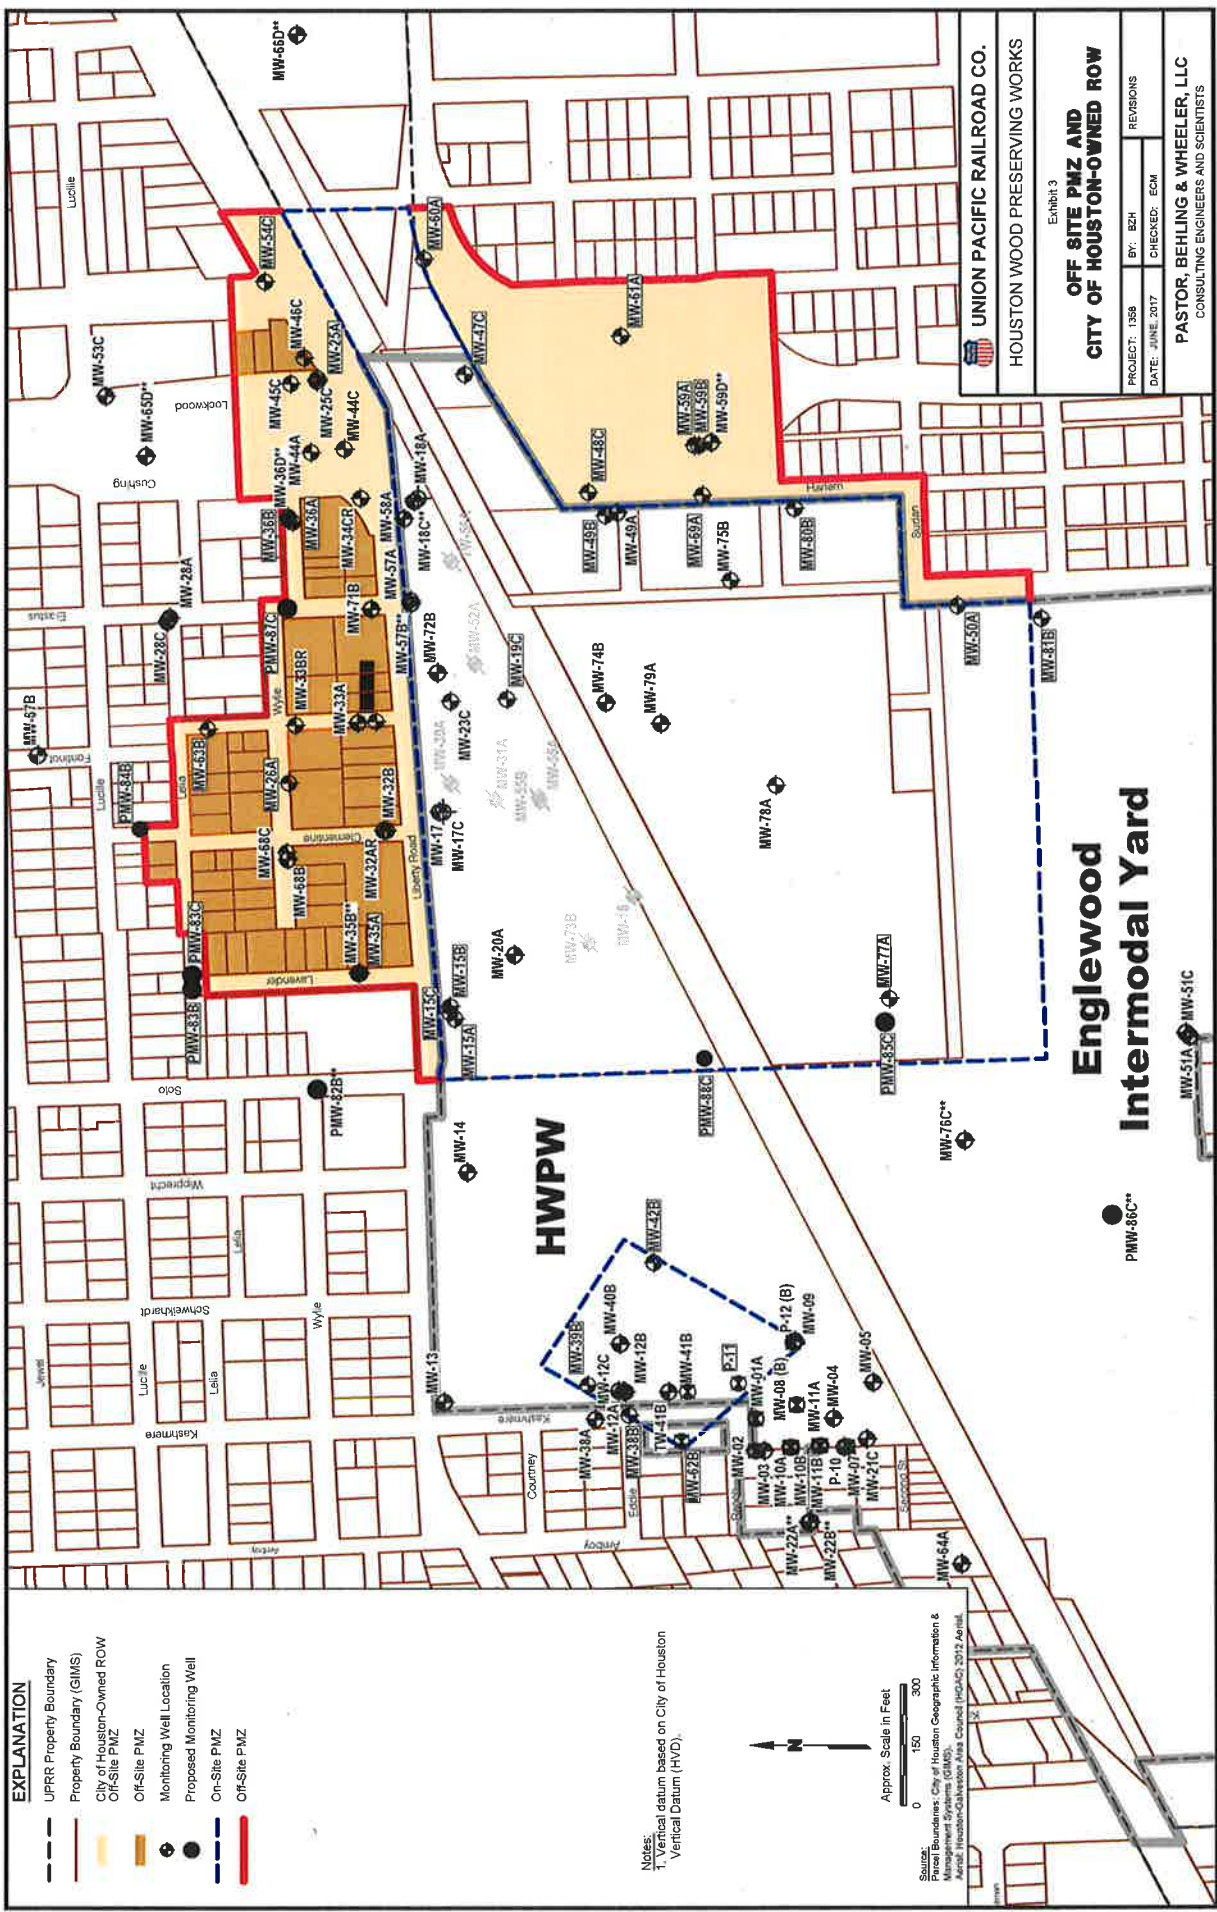 EXPLANATION
UPRR Property Boundary
Property Boundary (GIMS)
City of Houston-Owned ROW
Off-Site PMZ
Off-Site PMZ
Monitoring Well Location
Proposed Monitoring Well
On-Site PMZ
Off-Site PMZ
Notes:
1. Vertical datum based on City of Houston
Vertical Datum (HVD).
N
Approx. Scale in Feet
0 150 300
Source:
Parcel Boundaries: City of Houston Geographic Information &
Management Systems (GIMS).
Aerial: Houston-Galveston Area Council (HGAC) 2012 Aerial.
Jewel
Lucille
Leila
Kashmere
Schweikhardt
Wipprecht
Leila
Wylie
Soto
Courtney
Eddie
Amboy
Kashmere
Second St.
Lavender
Clementine
Liberty Road
Wylie
Leila
Lucille
Fontinot
Erastus
Cushing
Lockwood
Lucille
Harlem
Sudan
MW-66D**
MW-54C
MW-60A
MW-53C
MW-65D**
MW-46C
MW-25A
MW-45C
MW-25C
MW-44C
MW-44A
MW-47C
MW-61A
MW-36D**
MW-36B
MW-36A
MW-34CR
MW-58A
MW-18A
MW-18C**
MW-48C
MW-59A
MW-59B
MW-59D**
MW-49B
MW-49A
MW-69A
MW-75B
MW-80B
MW-28A
MW-28C
PMW-87C
MW-71B
MW-57A
MW-57B**
MW-72B
MW-52A
MW-19C
MW-74B
MW-79A
MW-50A
MW-81B
MW-67B
MW-63B
MW-33BR
MW-33A
MW-23C
MW-30A
MW-31A
MW-55B
MW-55A
PMW-84B
MW-26A
MW-32B
MW-17
MW-17C
MW-78A
MW-68C
MW-68B
MW-32AR
MW-35B**
MW-35A
MW-20A
MW-73B
MW-16
PMW-83C
PMW-83B
MW-15C
MW-15B
MW-15A
MW-77A
PMW-85C
PMW-88C
PMW-82B**
MW-14
MW-76C**
MW-51A
MW-51C
PMW-86C**
HWPW
Englewood
Intermodal Yard
MW-13
MW-42B
MW-40B
MW-39B
MW-12C
MW-12B
MW-12A
MW-38A
MW-38B
TW-41B
MW-41B
MW-62B
P-11
P-12 (B)
MW-09
MW-01A
MW-08 (B)
MW-05
MW-02
MW-03
MW-10A
MW-10B
MW-11A
MW-11B
MW-04
P-10
MW-07
MW-21C
MW-22A**
MW-22B**
MW-64A
UNION PACIFIC RAILROAD CO.
HOUSTON WOOD PRESERVING WORKS
Exhibit 3
OFF SITE PMZ AND
CITY OF HOUSTON-OWNED ROW
PROJECT: 1358 BY: BZH REVISIONS
DATE: JUNE, 2017 CHECKED: ECM
PASTOR, BEHLING & WHEELER, LLC
CONSULTING ENGINEERS AND SCIENTISTS